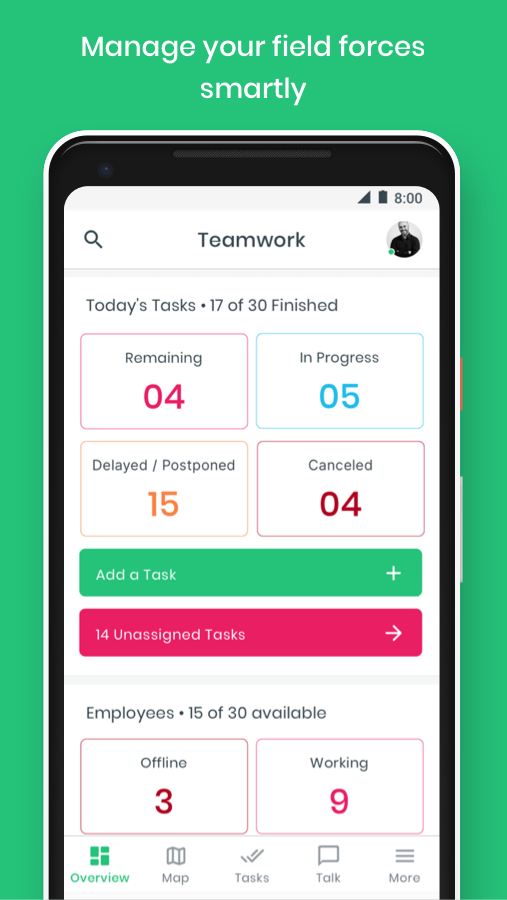 Manage your field forces
smartly
8:00
Teamwork
Today's Tasks • 17 of 30 Finished
Remaining
04
In Progress
05
Delayed / Postponed
15
Canceled
04
Add a Task
14 Unassigned Tasks
Employees • 15 of 30 available
Offline
3
Working
9
Overview
Map
Tasks
Talk
More